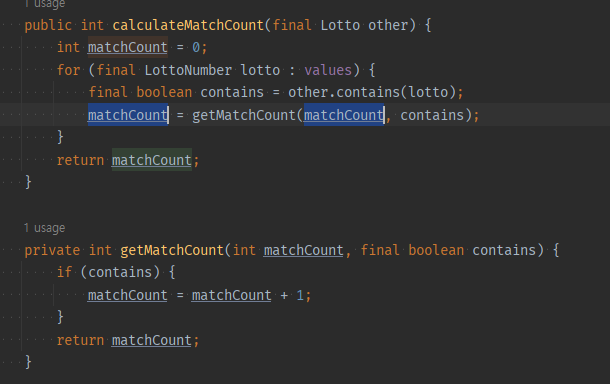 1 usage
public int calculateMatchCount(final Lotto other) {
    int matchCount = 0;
    for (final LottoNumber lotto : values) {
        final boolean contains = other.contains(lotto);
        matchCount = getMatchCount(matchCount, contains);
    }
    return matchCount;
}
1 usage
private int getMatchCount(int matchCount, final boolean contains) {
    if (contains) {
        matchCount = matchCount + 1;
    }
    return matchCount;
}